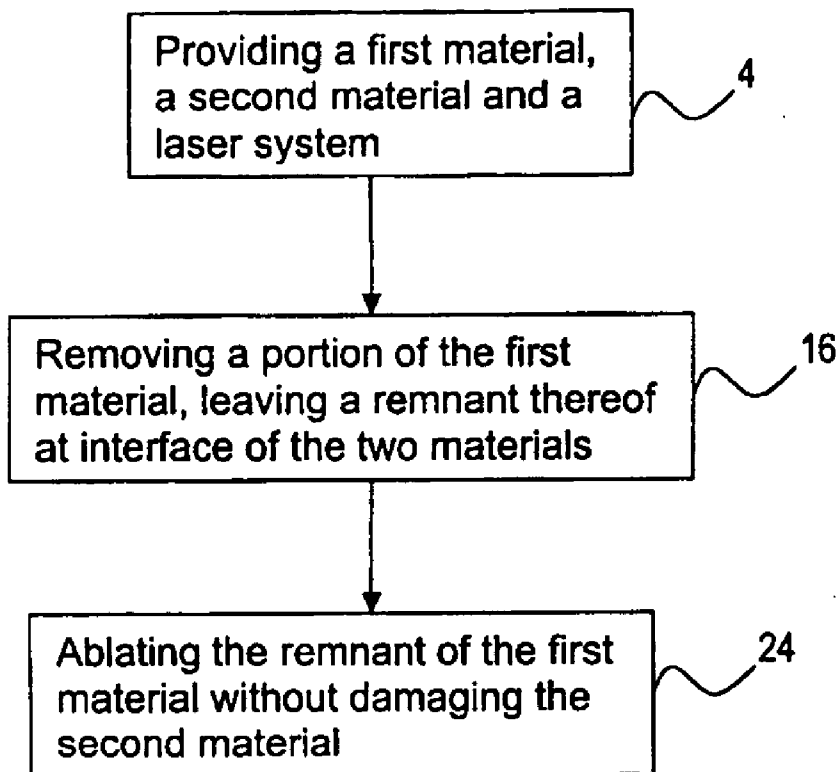 Providing a first material,
a second material and a
laser system
4
Removing a portion of the first
material, leaving a remnant thereof
at interface of the two materials
16
Ablating the remnant of the first
material without damaging the
second material
24